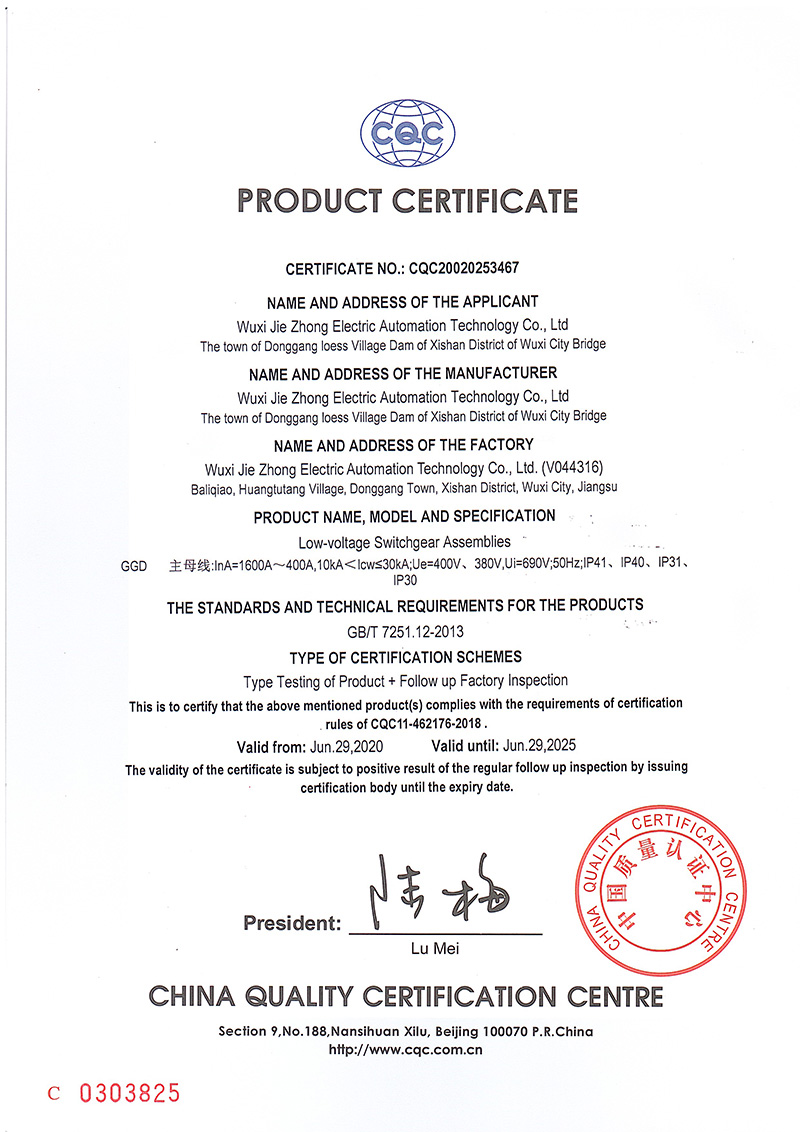 CQC
PRODUCT CERTIFICATE
CERTIFICATE NO.: CQC20020253467
NAME AND ADDRESS OF THE APPLICANT
Wuxi Jie Zhong Electric Automation Technology Co., Ltd
The town of Donggang loess Village Dam of Xishan District of Wuxi City Bridge
NAME AND ADDRESS OF THE MANUFACTURER
Wuxi Jie Zhong Electric Automation Technology Co., Ltd
The town of Donggang loess Village Dam of Xishan District of Wuxi City Bridge
NAME AND ADDRESS OF THE FACTORY
Wuxi Jie Zhong Electric Automation Technology Co., Ltd. (V044316)
Baliqiao, Huangtutang Village, Donggang Town, Xishan District, Wuxi City, Jiangsu
PRODUCT NAME, MODEL AND SPECIFICATION
Low-voltage Switchgear Assemblies
GGD 主母线:InA=1600A～400A,10kA＜Icw≤30kA;Ue=400V、380V,Ui=690V;50Hz;IP41、IP40、IP31、
IP30
THE STANDARDS AND TECHNICAL REQUIREMENTS FOR THE PRODUCTS
GB/T 7251.12-2013
TYPE OF CERTIFICATION SCHEMES
Type Testing of Product + Follow up Factory Inspection
This is to certify that the above mentioned product(s) complies with the requirements of certification
rules of CQC11-462176-2018 .
Valid from: Jun.29,2020 Valid until: Jun.29,2025
The validity of the certificate is subject to positive result of the regular follow up inspection by issuing
certification body until the expiry date.
陆梅
President:
Lu Mei
CHINA QUALITY CERTIFICATION CENTRE
中国质量认证中心
CHINA QUALITY CERTIFICATION CENTRE
Section 9,No.188,Nansihuan Xilu, Beijing 100070 P.R.China
http://www.cqc.com.cn
C 0303825